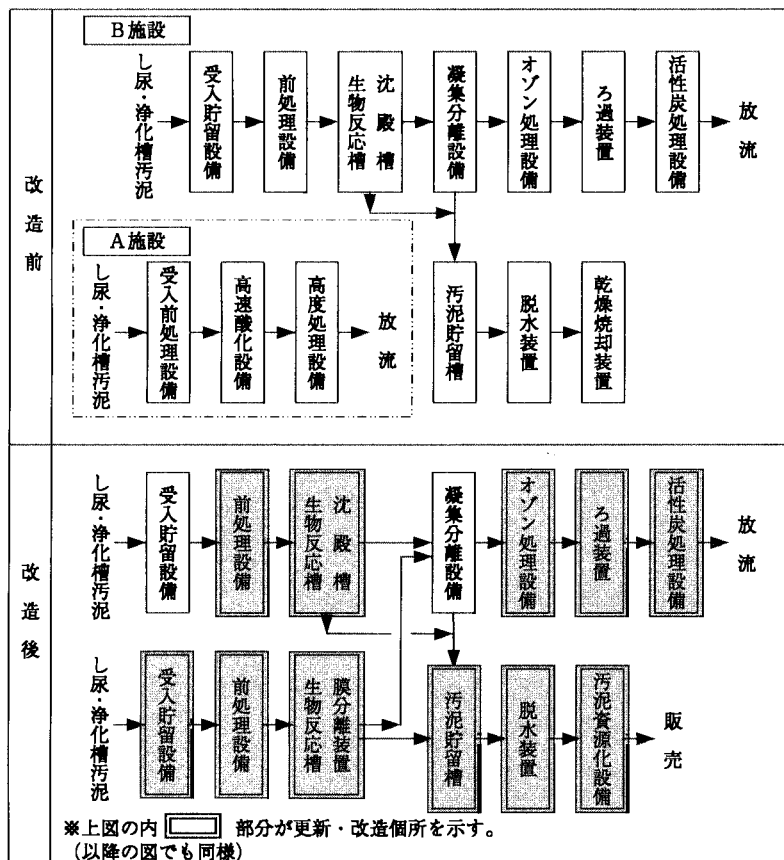 改造前
B施設
し尿・浄化槽汚泥
受入貯留設備
前処理設備
沈殿槽
生物反応槽
凝集分離設備
オゾン処理設備
ろ過装置
活性炭処理設備
放流
A施設
し尿・浄化槽汚泥
受入前処理設備
高速酸化設備
高度処理設備
放流
汚泥貯留槽
脱水装置
乾燥焼却装置
改造後
し尿・浄化槽汚泥
受入貯留設備
前処理設備
沈殿槽
生物反応槽
凝集分離設備
オゾン処理設備
ろ過装置
活性炭処理設備
放流
し尿・浄化槽汚泥
受入貯留設備
前処理設備
膜分離装置
生物反応槽
汚泥貯留槽
脱水装置
汚泥資源化設備
販売
※上図の内 部分が更新・改造個所を示す。
(以降の図でも同様)